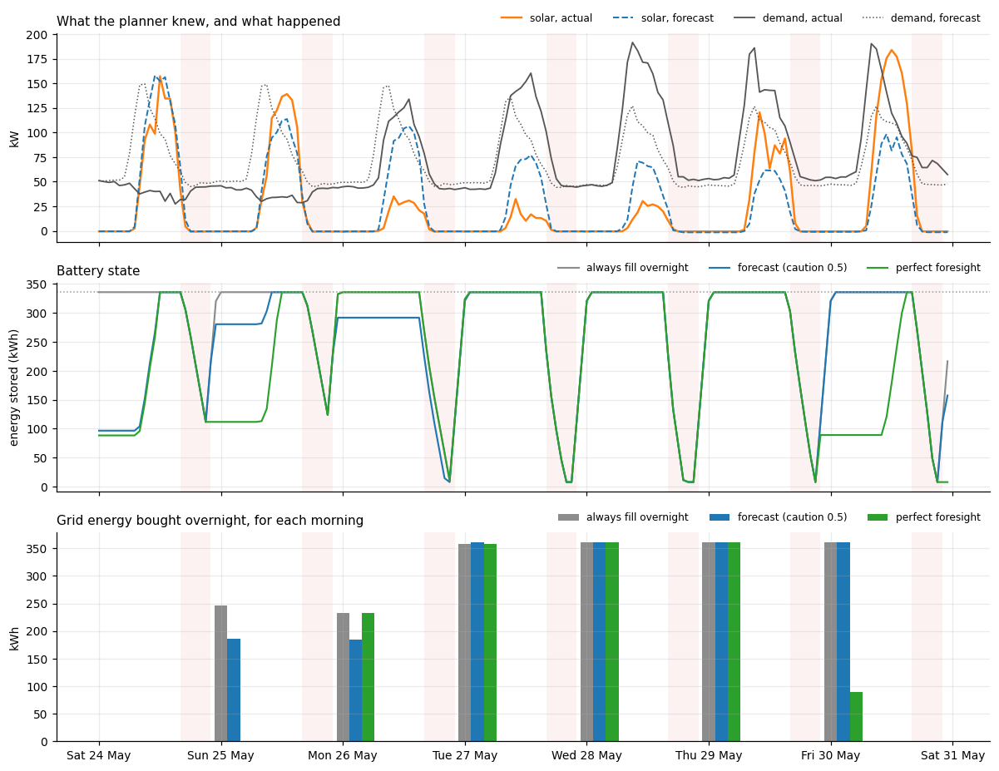 What the planner knew, and what happened
solar, actual
solar, forecast
demand, actual
demand, forecast
200
175
150
125
100
75
50
25
0
kW
Battery state
always fill overnight
forecast (caution 0.5)
perfect foresight
350
300
250
200
150
100
50
0
energy stored (kWh)
Grid energy bought overnight, for each morning
always fill overnight
forecast (caution 0.5)
perfect foresight
350
300
250
200
150
100
50
0
kWh
Sat 24 May
Sun 25 May
Mon 26 May
Tue 27 May
Wed 28 May
Thu 29 May
Fri 30 May
Sat 31 May